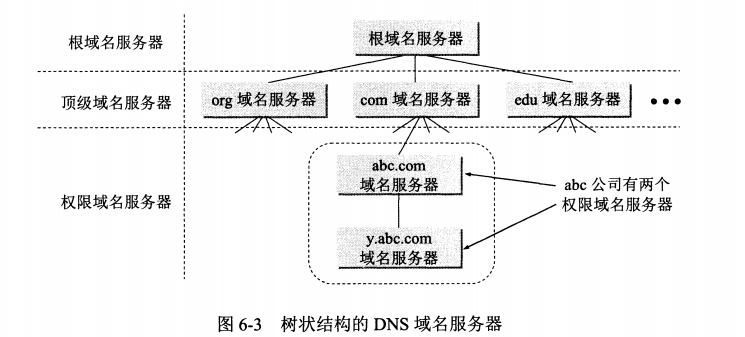 根域名服务器
根域名服务器
顶级域名服务器
org 域名服务器
com 域名服务器
edu 域名服务器
•••
权限域名服务器
abc.com
域名服务器
y.abc.com
域名服务器
abc 公司有两个
权限域名服务器
图 6-3 树状结构的 DNS 域名服务器